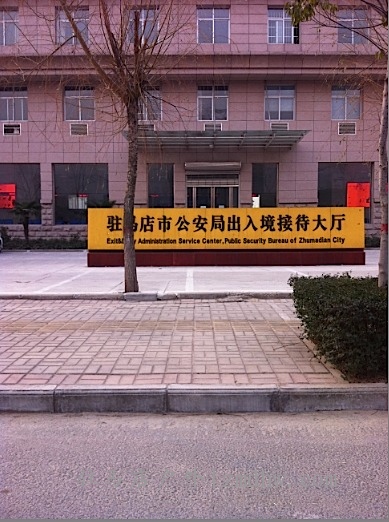 驻马店市公安局出入境接待大厅
Exit& Administration Service Center,Public Security Bureau of Zhumadian City